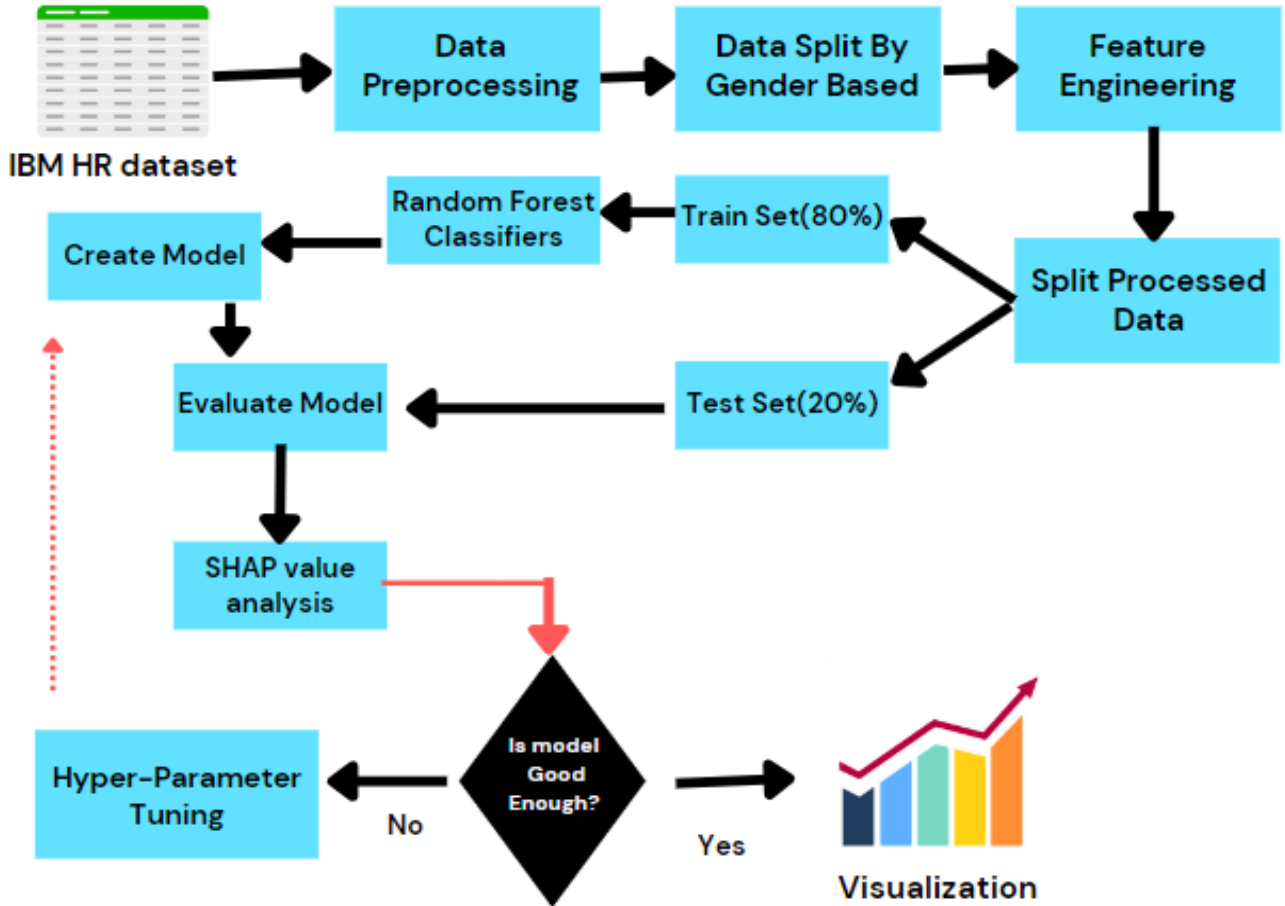 Data
Preprocessing
Data Split By
Gender Based
Feature
Engineering
IBM HR dataset
Random Forest
Classifiers
Train Set(80%)
Create Model
Split Processed
Data
Evaluate Model
Test Set(20%)
SHAP value
analysis
Is model
Good
Enough?
Hyper-Parameter
Tuning
No
Yes
Visualization